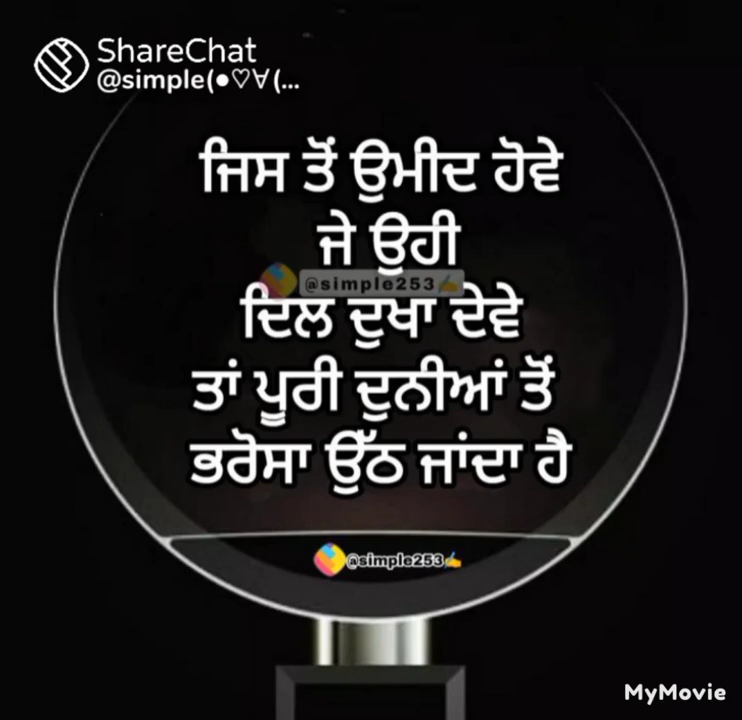 ShareChat
@simple(●♡∀(...
ਜਿਸ ਤੋਂ ਉਮੀਦ ਹੋਵੇ
ਜੇ ਉਹੀ
@simple253✍️
ਦਿਲ ਦੁਖਾ ਦੇਵੇ
ਤਾਂ ਪੂਰੀ ਦੁਨੀਆਂ ਤੋਂ
ਭਰੋਸਾ ਉੱਠ ਜਾਂਦਾ ਹੈ
@simple253✍️
MyMovie